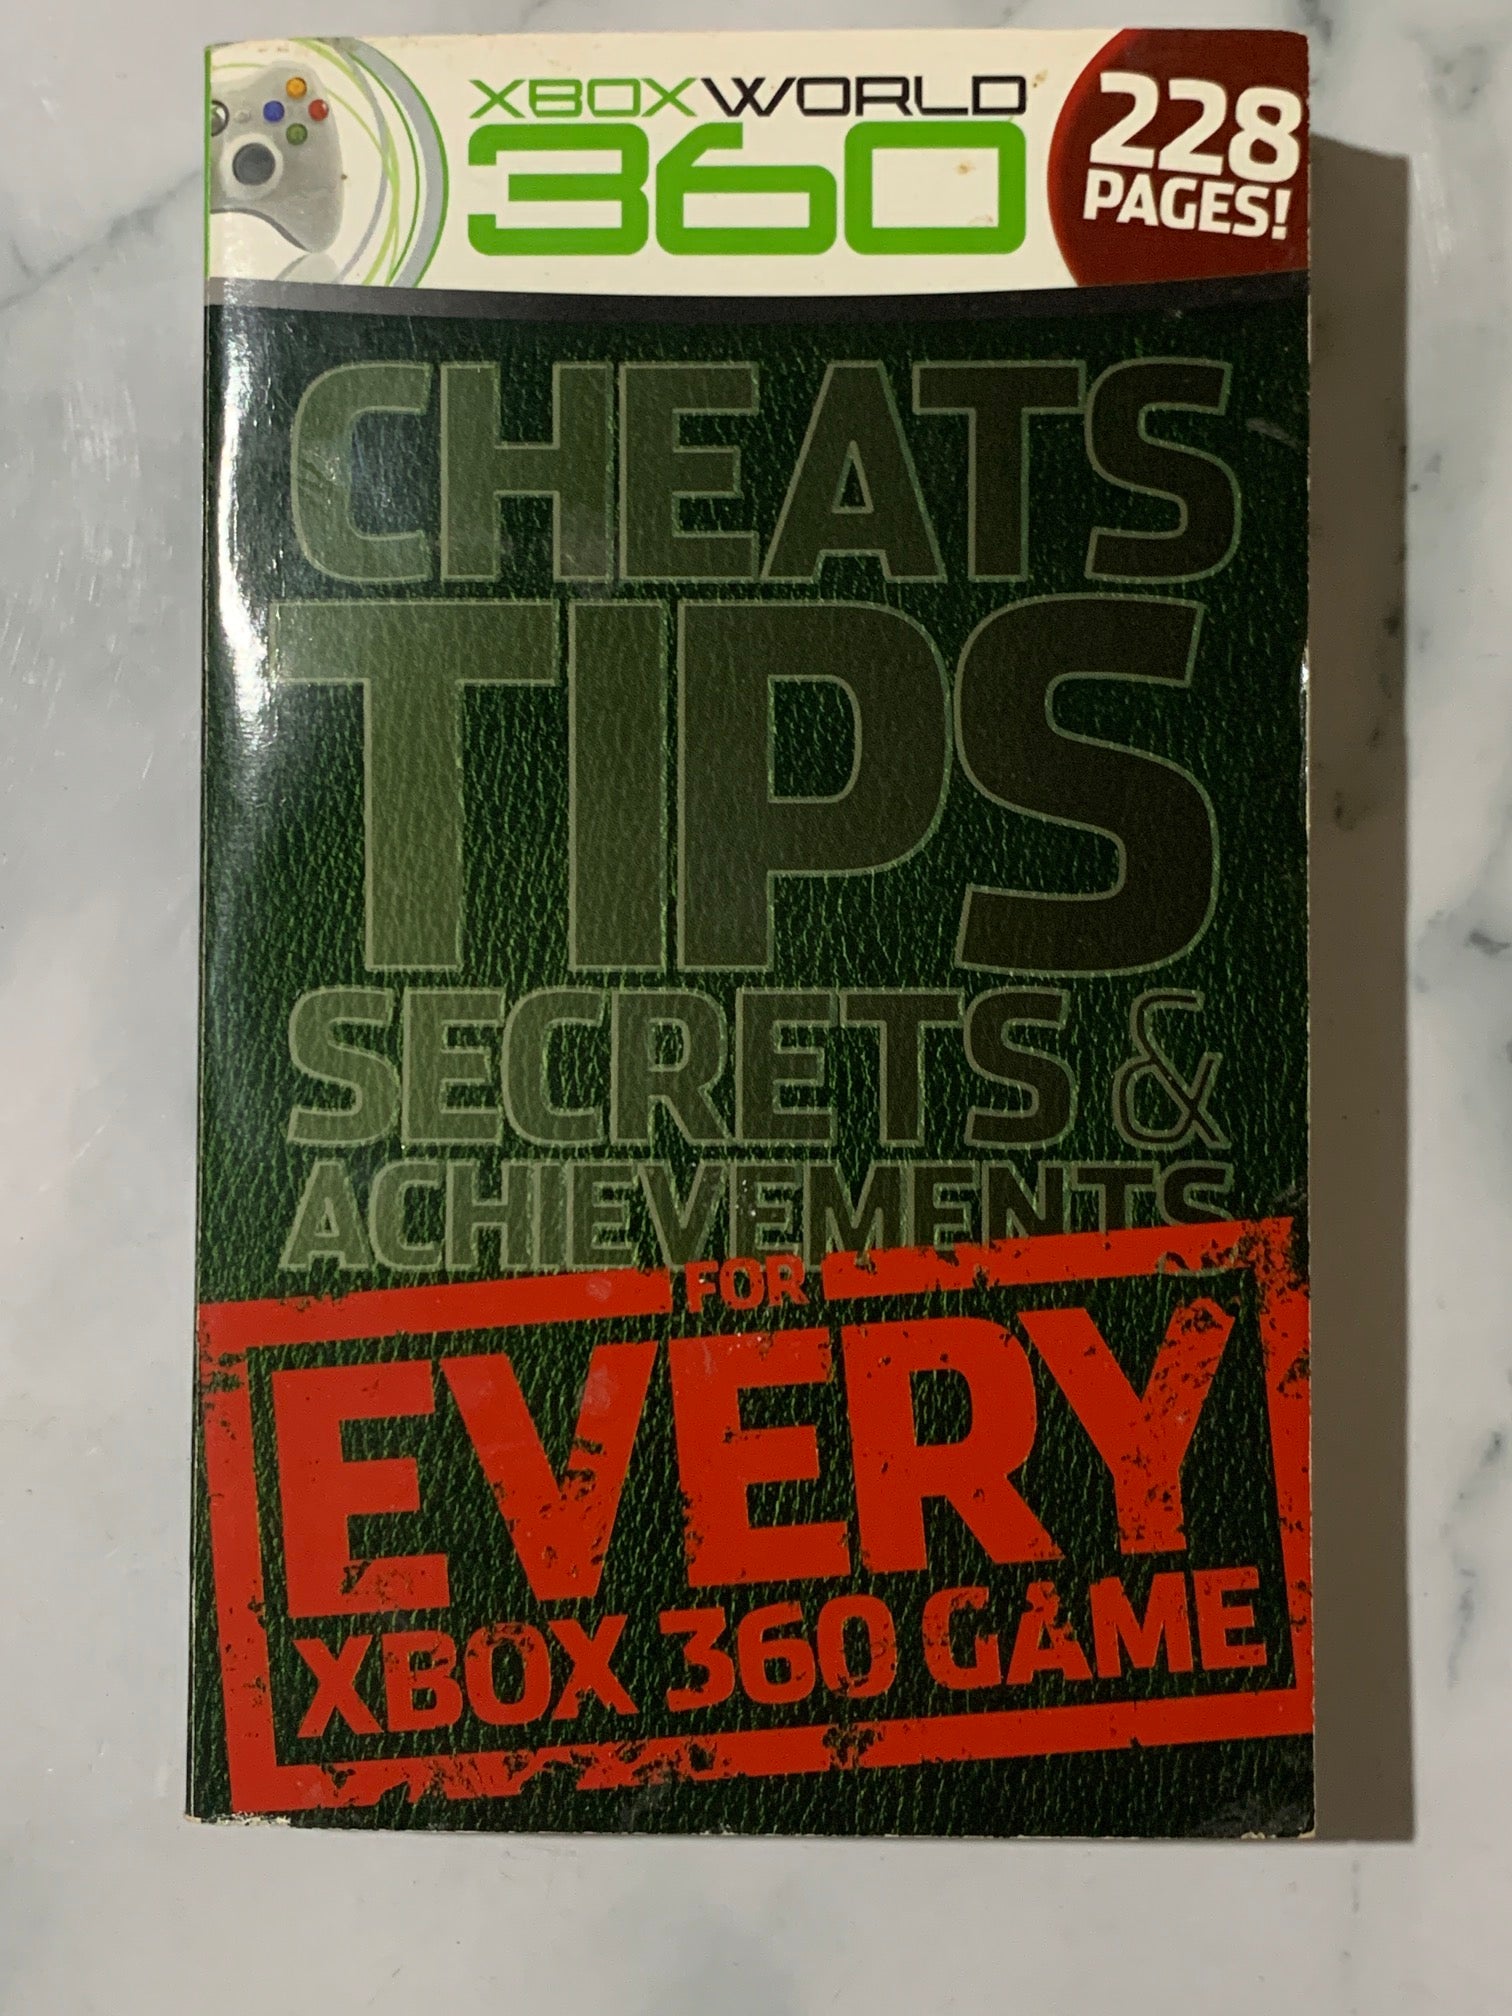 XBOXWORLD
360
228
PAGES!
CHEATS
TIPS
SECRETS &
ACHIEVEMENTS
FOR
EVERY
XBOX 360 GAME